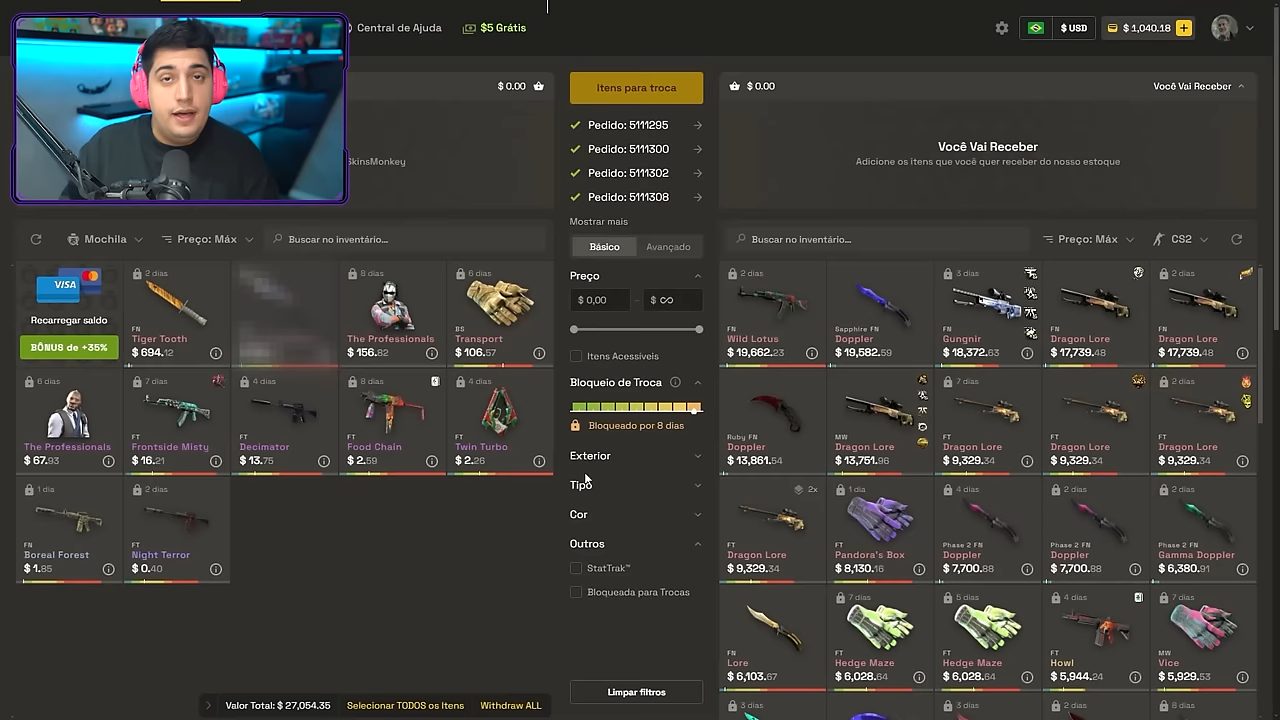 Central de Ajuda
$5 Grátis
$ USD
$ 1,040.18
$0.00
Itens para troca
$0.00
Você Vai Receber
Pedido: 5111295
Pedido: 5111300
Pedido: 5111302
Pedido: 5111308
Mostrar mais
SkinsMonkey
Você Vai Receber
Adicione os itens que você quer receber do nosso estoque
Mochila
Preço: Máx
Buscar no inventário...
Básico
Avançado
Buscar no inventário...
Preço: Máx
CS2
VISA
Recarregar saldo
BÔNUS de +35%
2 dias
FN
Tiger Tooth
$ 694.12
8 dias
The Professionals
$ 156.82
6 dias
BS
Transport
$ 106.57
6 dias
The Professionals
$ 67.93
7 dias
FT
Frontside Misty
$ 16.21
4 dias
FT
Decimator
$ 13.75
8 dias
FT
Food Chain
$ 2.59
4 dias
FT
Twin Turbo
$ 2.26
1 dia
FN
Boreal Forest
$ 1.85
2 dias
FT
Night Terror
$ 0.40
Valor Total: $ 27,054.35
Selecionar TODOS os Itens
Withdraw ALL
Preço
$ 0,00
$ ∞
Itens Acessíveis
Bloqueio de Troca
Bloqueado por 8 dias
Exterior
Tipo
Cor
Outros
StatTrak™
Bloqueada para Trocas
Limpar filtros
2 dias
FN
Wild Lotus
$ 19,662.23
Sapphire FN
Doppler
$ 19,582.59
3 dias
FN
Gungnir
$ 18,372.63
FN
Dragon Lore
$ 17,739.48
2 dias
FN
Dragon Lore
$ 17,739.48
Ruby FN
Doppler
$ 13,861.54
MW
Dragon Lore
$ 13,751.96
7 dias
FT
Dragon Lore
$ 9,329.34
FT
Dragon Lore
$ 9,329.34
2 dias
FT
Dragon Lore
$ 9,329.34
2x
FT
Dragon Lore
$ 9,329.34
1 dia
FT
Pandora's Box
$ 8,130.16
4 dias
Phase 2 FN
Doppler
$ 7,700.88
2 dias
Phase 2 FN
Doppler
$ 7,700.88
2 dias
Phase 2 FN
Gamma Doppler
$ 6,380.91
FN
Lore
$ 6,103.67
7 dias
FT
Hedge Maze
$ 6,028.64
5 dias
FT
Hedge Maze
$ 6,028.64
4 dias
FT
Howl
$ 5,944.24
7 dias
MW
Vice
$ 5,929.53
3 dias
3 dias
2 dias
7 dias